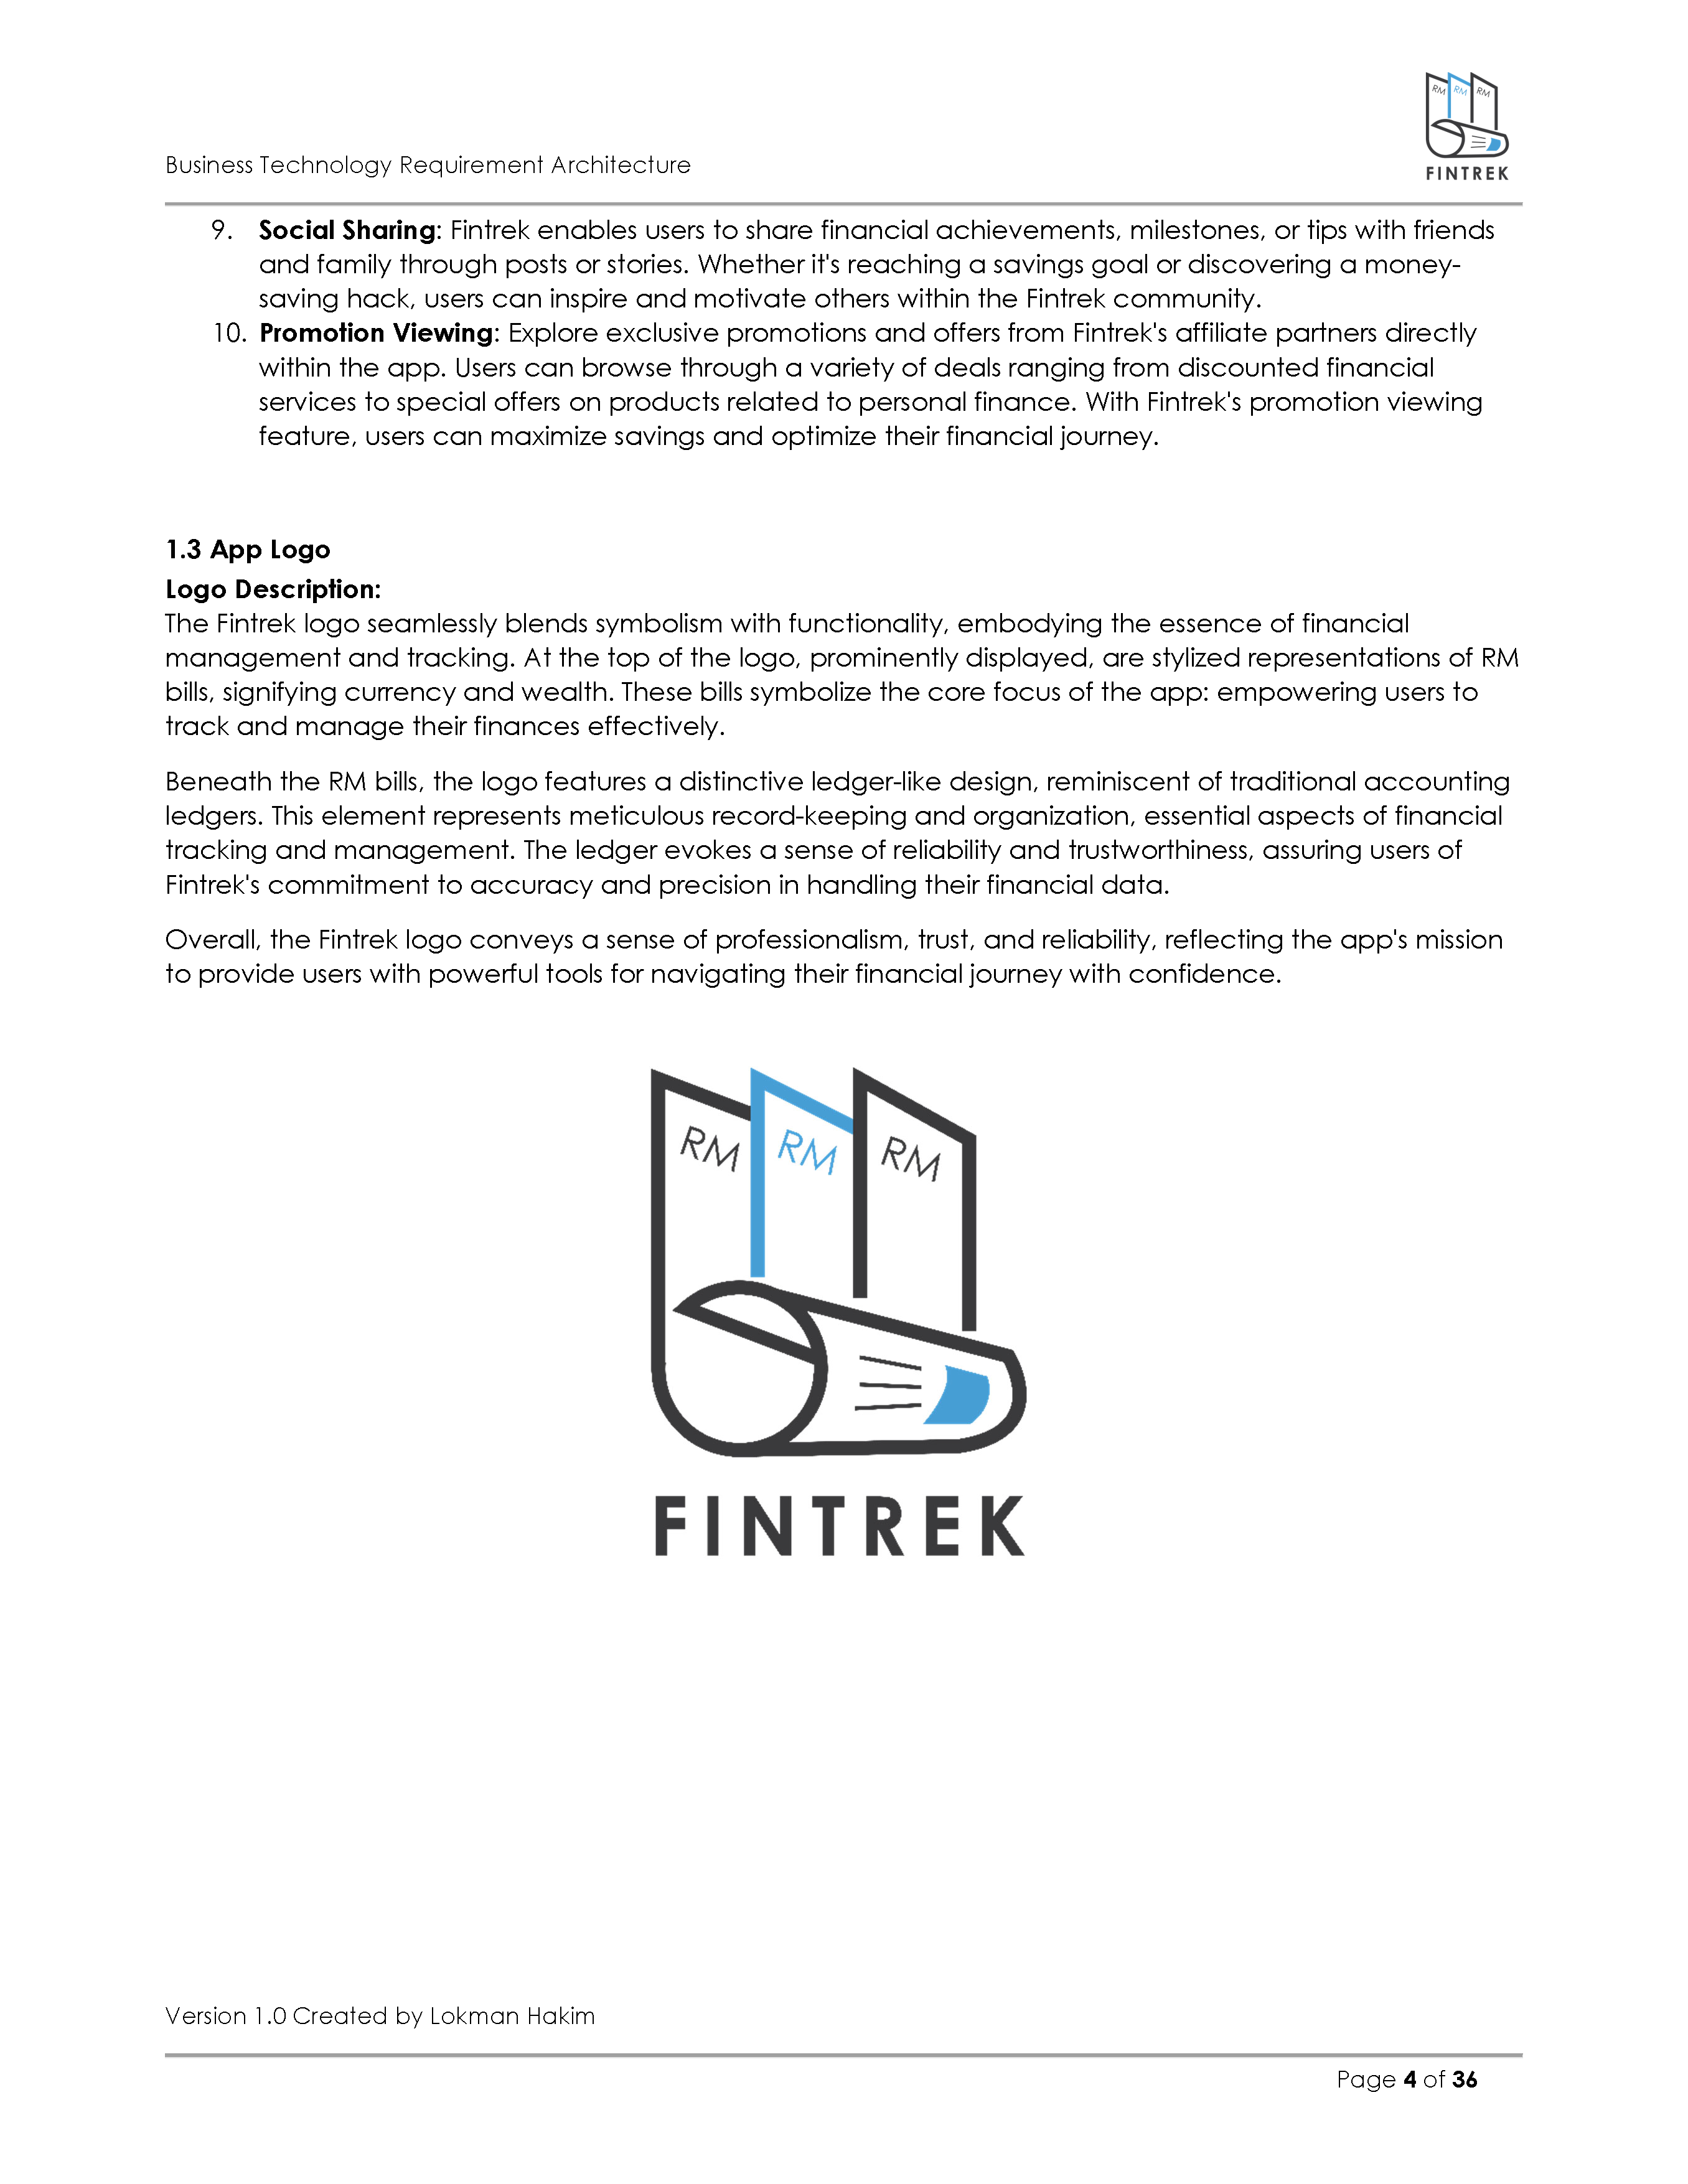 RM RM RM
FINTREK
Business Technology Requirement Architecture
9. Social Sharing: Fintrek enables users to share financial achievements, milestones, or tips with friends
and family through posts or stories. Whether it's reaching a savings goal or discovering a money-
saving hack, users can inspire and motivate others within the Fintrek community.
10. Promotion Viewing: Explore exclusive promotions and offers from Fintrek's affiliate partners directly
within the app. Users can browse through a variety of deals ranging from discounted financial
services to special offers on products related to personal finance. With Fintrek's promotion viewing
feature, users can maximize savings and optimize their financial journey.
1.3 App Logo
Logo Description:
The Fintrek logo seamlessly blends symbolism with functionality, embodying the essence of financial
management and tracking. At the top of the logo, prominently displayed, are stylized representations of RM
bills, signifying currency and wealth. These bills symbolize the core focus of the app: empowering users to
track and manage their finances effectively.
Beneath the RM bills, the logo features a distinctive ledger-like design, reminiscent of traditional accounting
ledgers. This element represents meticulous record-keeping and organization, essential aspects of financial
tracking and management. The ledger evokes a sense of reliability and trustworthiness, assuring users of
Fintrek's commitment to accuracy and precision in handling their financial data.
Overall, the Fintrek logo conveys a sense of professionalism, trust, and reliability, reflecting the app's mission
to provide users with powerful tools for navigating their financial journey with confidence.
RM RM RM
FINTREK
Version 1.0 Created by Lokman Hakim
Page 4 of 36